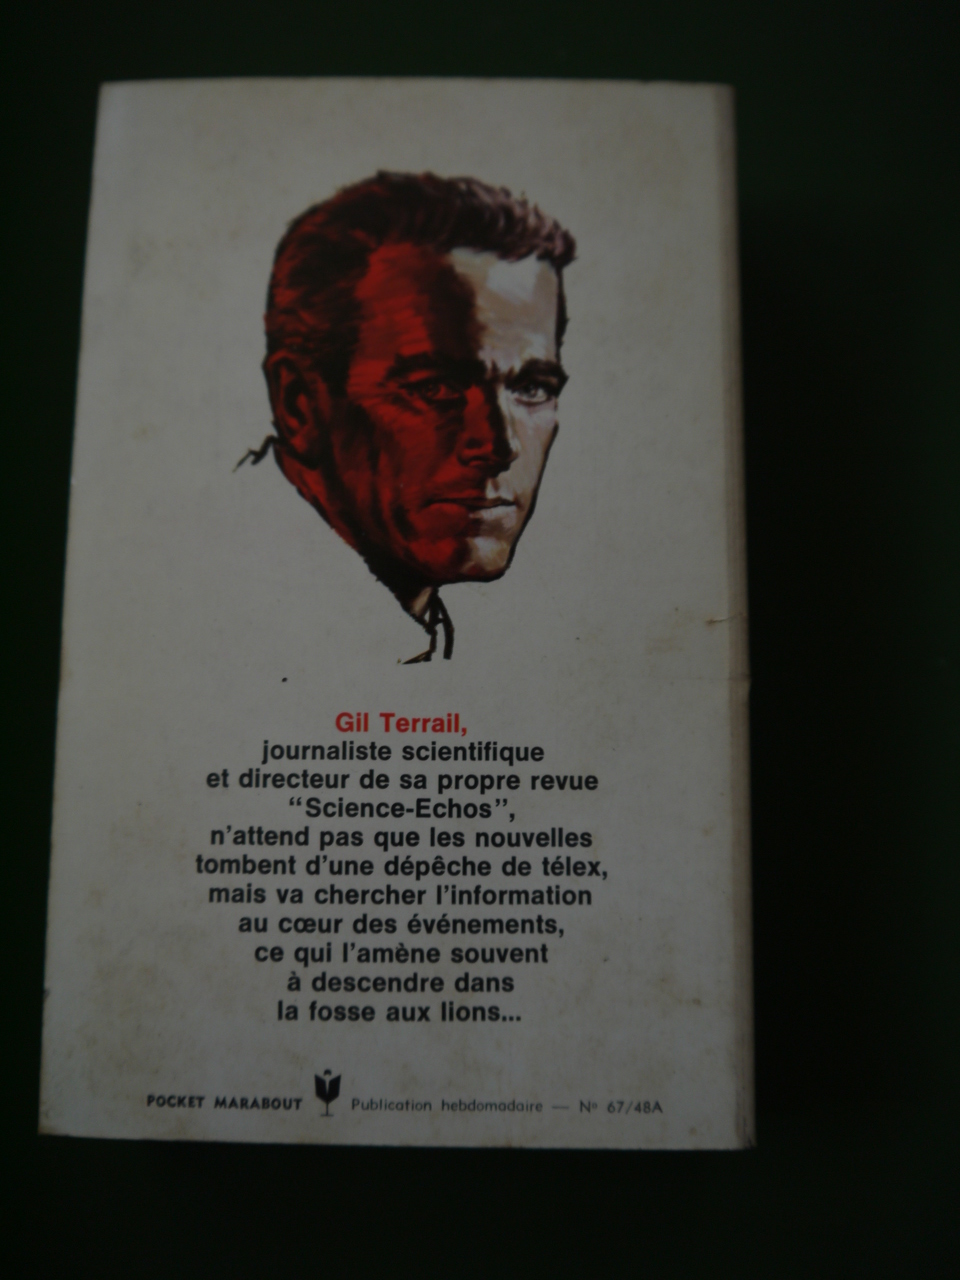 Gil Terrail,
journaliste scientifique
et directeur de sa propre revue
“Science-Echos”,
n’attend pas que les nouvelles
tombent d’une dépêche de télex,
mais va chercher l’information
au cœur des événements,
ce qui l’amène souvent
à descendre dans
la fosse aux lions...
POCKET MARABOUT Publication hebdomadaire — Nº 67/48A